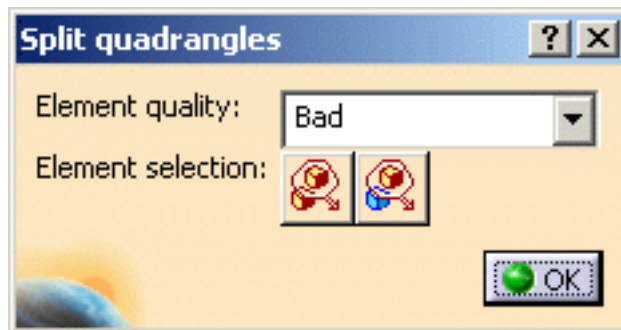 Split quadrangles
Element quality: Bad
Element selection:
OK